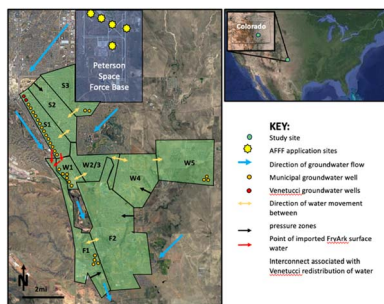 Colorado
Peterson
Space
Force Base
S3
S2
S1
W1
W2/3
W4
W5
F1
F2
N
2mi
KEY:
Study site
AFFF application sites
Direction of groundwater flow
Municipal groundwater well
Venetucci groundwater wells
Direction of water movement
between
pressure zones
Point of imported FryArk surface
water
Interconnect associated with
Venetucci redistribution of water